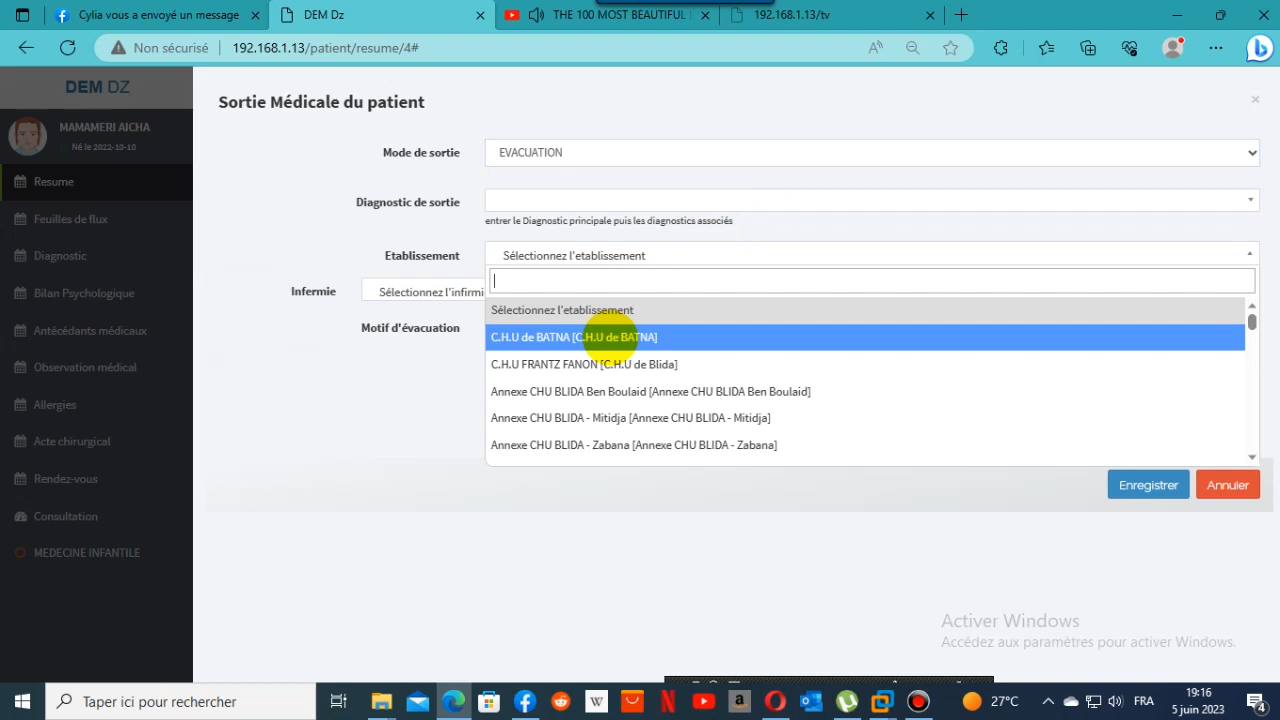 Cylia vous a envoyé un message
DEM Dz
THE 100 MOST BEAUTIFUL
192.168.1.13/tv
Non sécurisé
192.168.1.13/patient/resume/4#
DEM DZ
MAMAMERI AICHA
Né le 2022-10-10
Resume
Feuilles de flux
Diagnostic
Bilan Psychologique
Antécédants médicaux
Observation médical
Allergies
Acte chirurgical
Rendez-vous
Consultation
MEDECINE INFANTILE
Sortie Médicale du patient
×
Mode de sortie
EVACUATION
Diagnostic de sortie
entrer le Diagnostic principale puis les diagnostics associés
Etablissement
Sélectionnez l'etablissement
Infermie
Sélectionnez l'infirmi
Motif d'évacuation
Sélectionnez l'etablissement
C.H.U de BATNA [C.H.U de BATNA]
C.H.U FRANTZ FANON [C.H.U de Blida]
Annexe CHU BLIDA Ben Boulaid [Annexe CHU BLIDA Ben Boulaid]
Annexe CHU BLIDA - Mitidja [Annexe CHU BLIDA - Mitidja]
Annexe CHU BLIDA - Zabana [Annexe CHU BLIDA - Zabana]
Enregistrer
Annuler
Activer Windows
Accédez aux paramètres pour activer Windows.
Taper ici pour rechercher
27°C
FRA
19:16
5 juin 2023
4